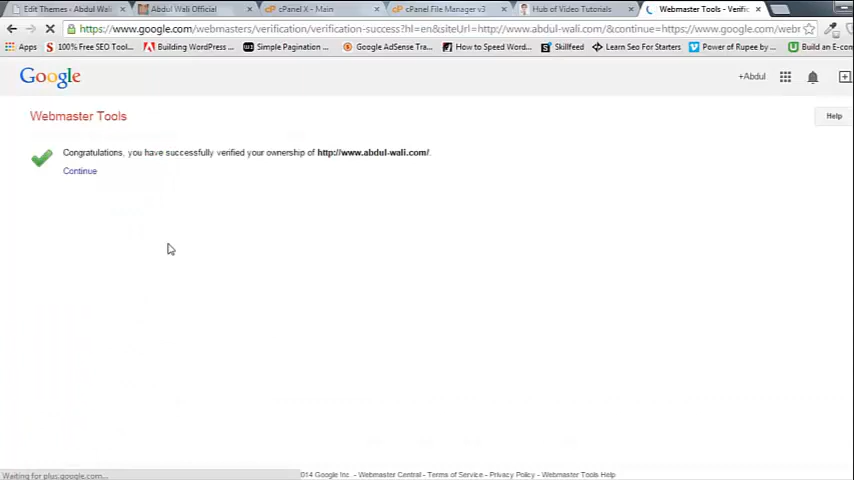 Edit Themes ‹ Abdul Wali
Abdul Wali Official
cPanel X - Main
cPanel File Manager v3
Hub of Video Tutorials
Webmaster Tools - Verific
https://www.google.com/webmasters/verification/verification-success?hl=en&siteUrl=http://www.abdul-wali.com/&continue=https://www.google.com/webm
Apps
100% Free SEO Tool...
Building WordPress...
Simple Pagination...
Google AdSense Tra...
How to Speed Word...
Skillfeed
Learn Seo For Starters
Power of Rupee by...
Build an E-com
Google
+Abdul
Webmaster Tools
Help
Congratulations, you have successfully verified your ownership of http://www.abdul-wali.com/.
Continue
Waiting for plus.google.com...
014 Google Inc. - Webmaster Central - Terms of Service - Privacy Policy - Webmaster Tools Help